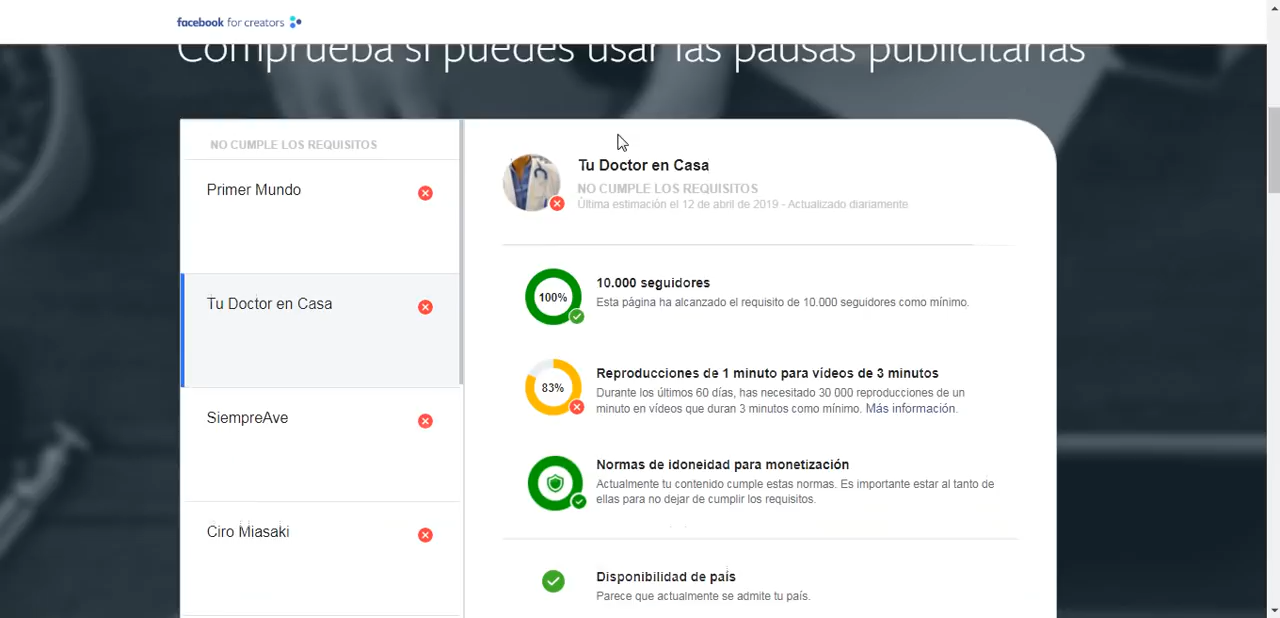 facebook for creators
Comprueba si puedes usar las pausas publicitarias
NO CUMPLE LOS REQUISITOS
Primer Mundo
Tu Doctor en Casa
SiempreAve
Ciro Miasaki
Tu Doctor en Casa
NO CUMPLE LOS REQUISITOS
Última estimación el 12 de abril de 2019 - Actualizado diariamente
100%
10.000 seguidores
Esta página ha alcanzado el requisito de 10.000 seguidores como mínimo.
83%
Reproducciones de 1 minuto para vídeos de 3 minutos
Durante los últimos 60 días, has necesitado 30 000 reproducciones de un
minuto en vídeos que duran 3 minutos como mínimo. Más información.
Normas de idoneidad para monetización
Actualmente tu contenido cumple estas normas. Es importante estar al tanto de
ellas para no dejar de cumplir los requisitos.
Disponibilidad de país
Parece que actualmente se admite tu país.